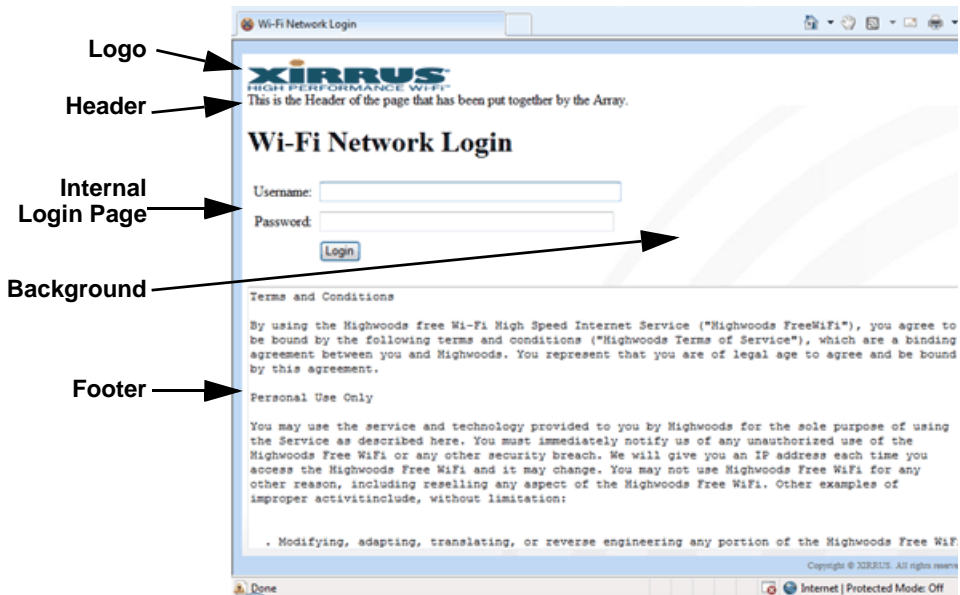 Wi-Fi Network Login
Logo
XIRRUS
HIGH PERFORMANCE WI-FI™
Header
This is the Header of the page that has been put together by the Array.
Wi-Fi Network Login
Internal
Login Page
Username:
Password:
Login
Background
Terms and Conditions
By using the Highwoods free Wi-Fi High Speed Internet Service ("Highwoods FreeWiFi"), you agree to
be bound by the following terms and conditions ("Highwoods Terms of Service"), which are a binding
agreement between you and Highwoods. You represent that you are of legal age to agree and be bound
by this agreement.
Footer
Personal Use Only
You may use the service and technology provided to you by Highwoods for the sole purpose of using
the Service as described here. You must immediately notify us of any unauthorized use of the
Highwoods Free WiFi or any other security breach. We will give you an IP address each time you
access the Highwoods Free WiFi and it may change. You may not use Highwoods Free WiFi for any
other reason, including reselling any aspect of the Highwoods Free WiFi. Other examples of
improper activitinclude, without limitation:
. Modifying, adapting, translating, or reverse engineering any portion of the Highwoods Free WiF
Copyright © XIRRUS. All rights reserve
Done
Internet | Protected Mode: Off